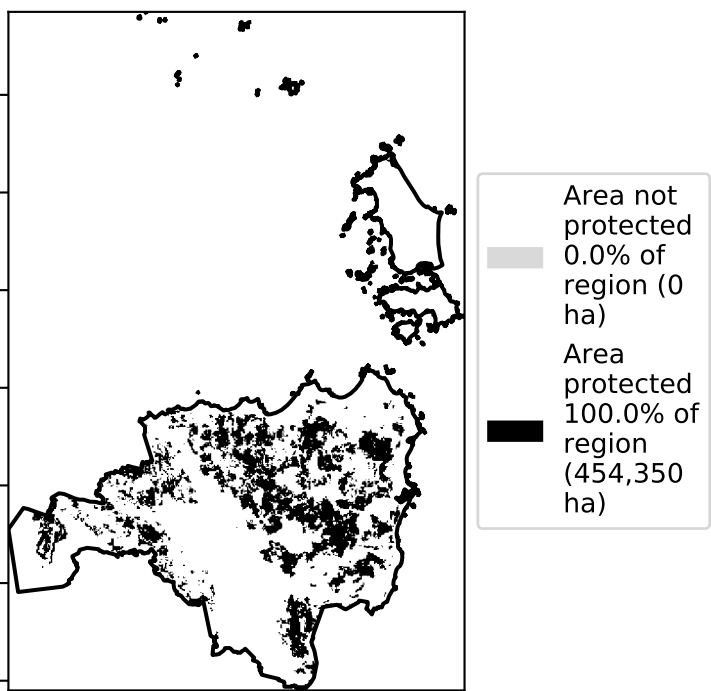 Area not
protected
0.0% of
region (0
ha)
Area
protected
100.0% of
region
(454,350
ha)